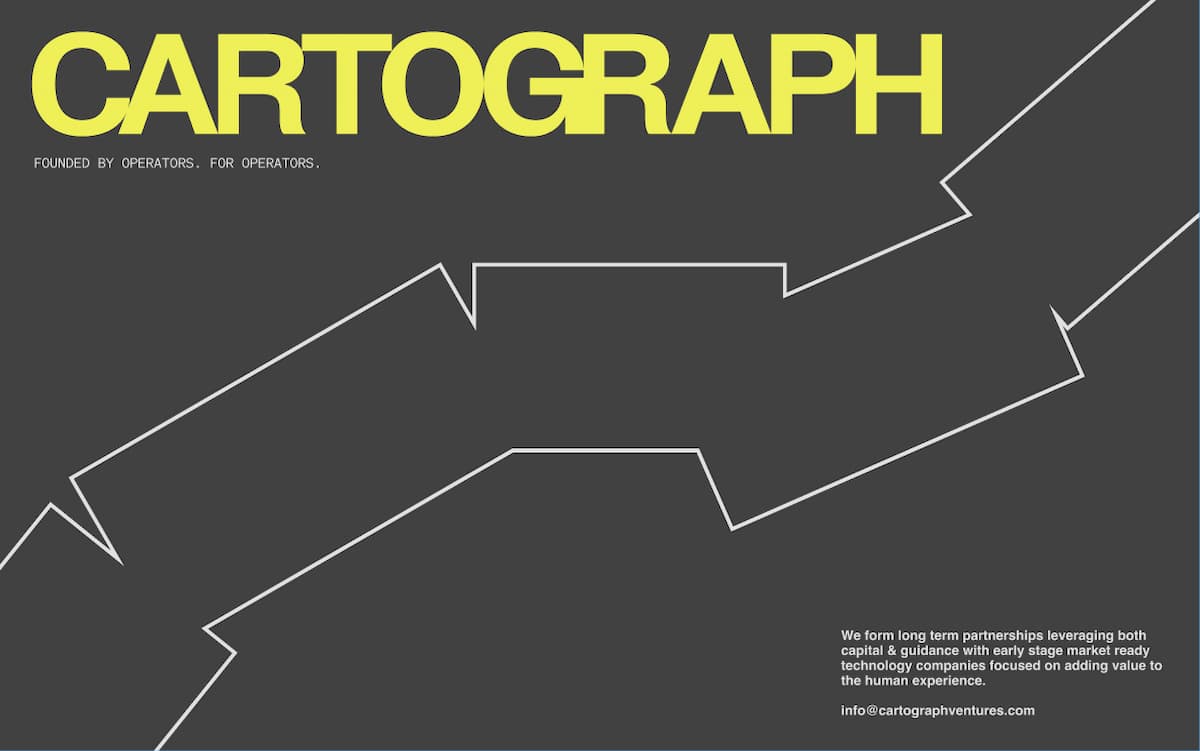 CARTOGRAPH
FOUNDED BY OPERATORS. FOR OPERATORS.
We form long term partnerships leveraging both
capital & guidance with early stage market ready
technology companies focused on adding value to
the human experience.
info@cartographventures.com